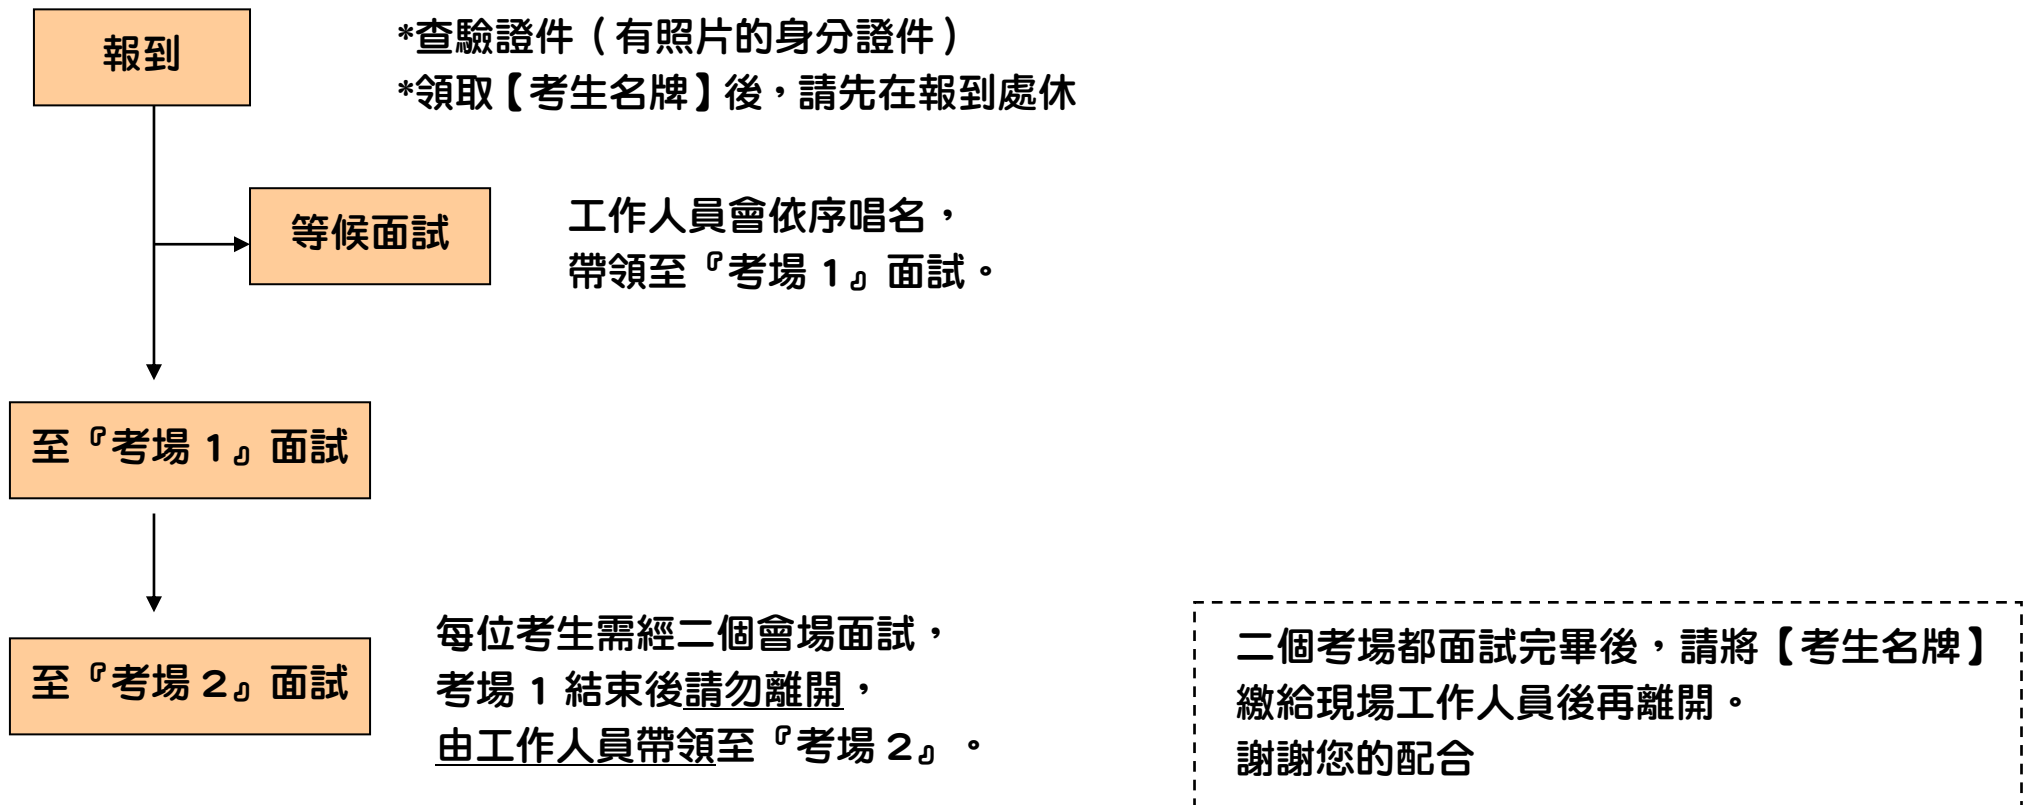 報到
*查驗證件（有照片的身分證件）
*領取【考生名牌】後，請先在報到處休
等候面試
工作人員會依序唱名，
帶領至『考場 1』面試。
至『考場 1』面試
至『考場 2』面試
每位考生需經二個會場面試，
考場 1 結束後請勿離開，
由工作人員帶領至『考場 2』。
二個考場都面試完畢後，請將【考生名牌】
繳給現場工作人員後再離開。
謝謝您的配合